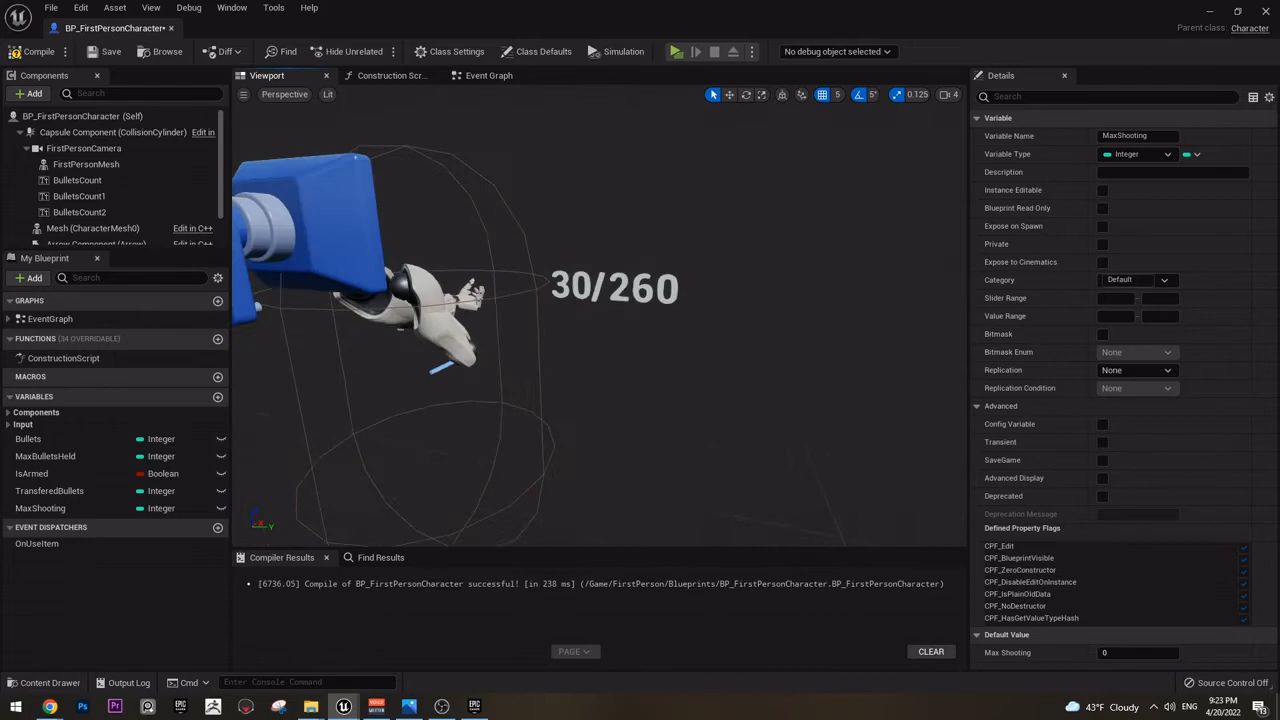 File Edit Asset View Debug Window Tools Help
BP_FirstPersonCharacter*
Parent class: Character
Compile Save Browse Diff Find Hide Unrelated Class Settings Class Defaults Simulation No debug object selected
Components
Add Search
BP_FirstPersonCharacter (Self)
Capsule Component (CollisionCylinder) Edit in
FirstPersonCamera
FirstPersonMesh
BulletsCount
BulletsCount1
BulletsCount2
Mesh (CharacterMesh0) Edit in C++
Arrow Component (Arrow) Edit in C++
My Blueprint
Add Search
GRAPHS
EventGraph
FUNCTIONS (34 OVERRIDABLE)
ConstructionScript
MACROS
VARIABLES
Components
Input
Bullets Integer
MaxBulletsHeld Integer
IsArmed Boolean
TransferedBullets Integer
MaxShooting Integer
EVENT DISPATCHERS
OnUseItem
Viewport Construction Scr... Event Graph
Perspective Lit 5 5° 0.125 4
30/260
X Y
Compiler Results Find Results
[6736.05] Compile of BP_FirstPersonCharacter successful! [in 238 ms] (/Game/FirstPerson/Blueprints/BP_FirstPersonCharacter.BP_FirstPersonCharacter)
PAGE CLEAR
Details
Search
Variable
Variable Name MaxShooting
Variable Type Integer
Description
Instance Editable
Blueprint Read Only
Expose on Spawn
Private
Expose to Cinematics
Category Default
Slider Range
Value Range
Bitmask
Bitmask Enum None
Replication None
Replication Condition None
Advanced
Config Variable
Transient
SaveGame
Advanced Display
Deprecated
Deprecation Message
Defined Property Flags
CPF_Edit
CPF_BlueprintVisible
CPF_ZeroConstructor
CPF_DisableEditOnInstance
CPF_IsPlainOldData
CPF_NoDestructor
CPF_HasGetValueTypeHash
Default Value
Max Shooting 0
Content Drawer Output Log Cmd Enter Console Command Source Control Off
43°F Cloudy 9:23 PM
4/20/2022